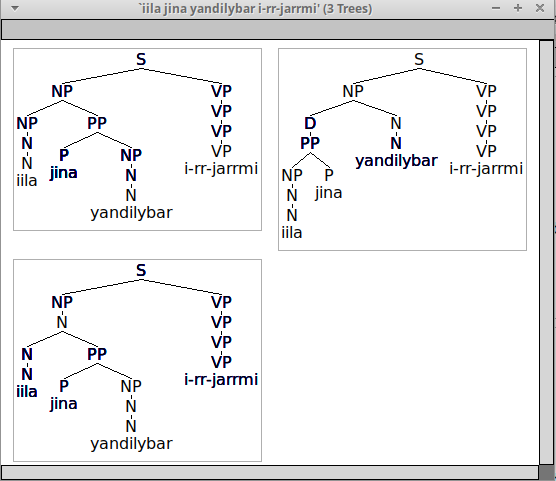 `iila jina yandilybar i-rr-jarrmi' (3 Trees)
S
NP VP
NP PP VP
N P NP VP
N jina N VP
iila N i-rr-jarrmi
yandilybar
S
NP VP
D N VP
PP N VP
NP P yandilybar VP
N jina i-rr-jarrmi
N
iila
S
NP VP
N VP
N PP VP
N P NP VP
iila jina N i-rr-jarrmi
N
yandilybar